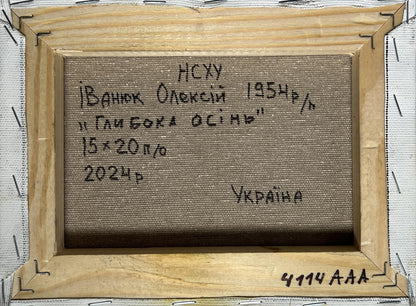 НСХУ
ІВАНЮК ОЛЕКСІЙ 1954р/н
„ГЛИБОКА ОСІНЬ"
15×20 п/о
2024р
УКРАЇНА
4114 ААА